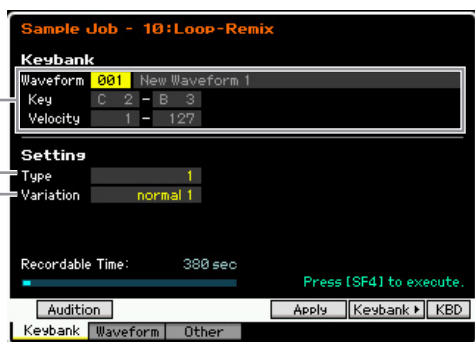 Sample Job - 10:Loop-Remix
Keybank
Waveform 001 New Waveform 1
Key C 2 - B 3
Velocity 1 - 127
Setting
Type 1
Variation normal 1
Recordable Time: 380 sec
Press [SF4] to execute.
Audition Apply Keybank ▸ KBD
Keybank Waveform Other